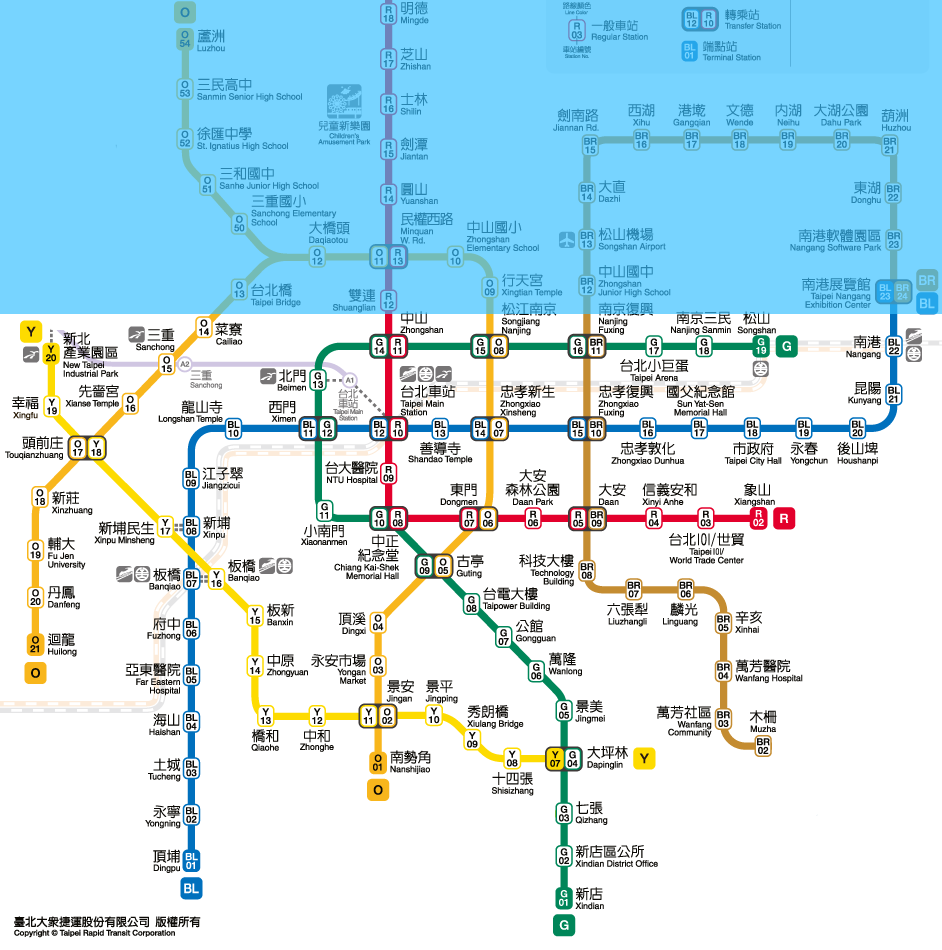 O
O
54
蘆洲
Luzhou
R
18
明德
Mingde
路線顏色
Line Color
R
03
一般車站
Regular Station
車站編號
Station No.
BL
12
R
10
轉乘站
Transfer Station
BL
01
端點站
Terminal Station
R
17
芝山
Zhishan
O
53
三民高中
Sanmin Senior High School
R
16
士林
Shilin
兒童新樂園
Children's
Amusement Park
O
52
徐匯中學
St. Ignatius High School
R
15
劍潭
Jiantan
劍南路
Jiannan Rd.
BR
15
西湖
Xihu
BR
16
港墘
Gangqian
BR
17
文德
Wende
BR
18
內湖
Neihu
BR
19
大湖公園
Dahu Park
BR
20
葫洲
Huzhou
BR
21
O
51
三和國中
Sanhe Junior High School
R
14
圓山
Yuanshan
BR
14
大直
Dazhi
東湖
Donghu
BR
22
O
50
三重國小
Sanchong Elementary
School
大橋頭
Daqiaotou
O
12
O
11
R
13
民權西路
Minquan
W. Rd.
中山國小
Zhongshan
Elementary School
O
10
BR
13
松山機場
Songshan Airport
南港軟體園區
Nangang Software Park
BR
23
O
13
台北橋
Taipei Bridge
雙連
Shuanglian
R
12
行天宮
Xingtian Temple
O
09
BR
12
中山國中
Zhongshan
Junior High School
南港展覽館
Taipei Nangang
Exhibition Center
BL
23
BR
24
BR
BL
Y
Y
20
新北
產業園區
New Taipei
Industrial Park
三重
Sanchong
O
15
O
14
菜寮
Cailiao
A2
三重
Sanchong
中山
Zhongshan
G
14
R
11
松江南京
Songjiang
Nanjing
G
15
O
08
南京復興
Nanjing
Fuxing
G
16
BR
11
G
17
台北小巨蛋
Taipei Arena
南京三民
Nanjing Sanmin
G
18
松山
Songshan
G
19
G
南港
Nangang
BL
22
幸福
Xingfu
Y
19
先嗇宮
Xianse Temple
O
16
北門
Beimen
G
13
A1
台北
車站
Taipei Main
Station
台北車站
Taipei Main
Station
BL
12
R
10
忠孝新生
Zhongxiao
Xinsheng
BL
14
O
07
忠孝復興
Zhongxiao
Fuxing
BL
15
BR
10
國父紀念館
Sun Yat-Sen
Memorial Hall
昆陽
Kunyang
BL
21
龍山寺
Longshan Temple
BL
10
西門
Ximen
BL
11
G
12
BL
13
善導寺
Shandao Temple
BL
16
忠孝敦化
Zhongxiao Dunhua
BL
17
BL
18
市政府
Taipei City Hall
BL
19
永春
Yongchun
BL
20
後山埤
Houshanpi
頭前庄
Touqianzhuang
O
17
Y
18
O
18
新莊
Xinzhuang
BL
09
江子翠
Jiangzicui
台大醫院
NTU Hospital
R
09
G
11
小南門
Xiaonanmen
G
10
R
08
中正
紀念堂
Chiang Kai-Shek
Memorial Hall
東門
Dongmen
R
07
O
06
大安
森林公園
Daan Park
R
06
大安
Daan
R
05
BR
09
信義安和
Xinyi Anhe
R
04
R
03
台北101/世貿
Taipei 101/
World Trade Center
象山
Xiangshan
R
02
R
新埔民生
Xinpu Minsheng
Y
17
BL
08
新埔
Xinpu
O
19
輔大
Fu Jen
University
板橋
Banqiao
BL
07
Y
16
板橋
Banqiao
G
09
O
05
古亭
Guting
科技大樓
Technology
Building
BR
08
BR
07
六張犁
Liuzhangli
BR
06
麟光
Linguang
O
20
丹鳳
Danfeng
Y
15
板新
Banxin
G
08
台電大樓
Taipower Building
頂溪
Dingxi
O
04
G
07
公館
Gongguan
BR
05
辛亥
Xinhai
O
21
迴龍
Huilong
O
府中
Fuzhong
BL
06
Y
14
中原
Zhongyuan
永安市場
Yongan
Market
O
03
G
06
萬隆
Wanlong
BR
04
萬芳醫院
Wanfang Hospital
亞東醫院
Far Eastern
Hospital
BL
05
Y
13
橋和
Qiaohe
Y
12
中和
Zhonghe
景安
Jingan
Y
11
O
02
景平
Jingping
Y
10
秀朗橋
Xiulang Bridge
Y
09
G
05
景美
Jingmei
萬芳社區
Wanfang
Community
BR
03
木柵
Muzha
BR
02
海山
Haishan
BL
04
O
01
南勢角
Nanshijiao
O
Y
08
十四張
Shisizhang
Y
07
G
04
大坪林
Dapinglin
Y
土城
Tucheng
BL
03
永寧
Yongning
BL
02
G
03
七張
Qizhang
頂埔
Dingpu
BL
01
BL
G
02
新店區公所
Xindian District Office
G
01
新店
Xindian
G
臺北大眾捷運股份有限公司 版權所有
Copyright © Taipei Rapid Transit Corporation